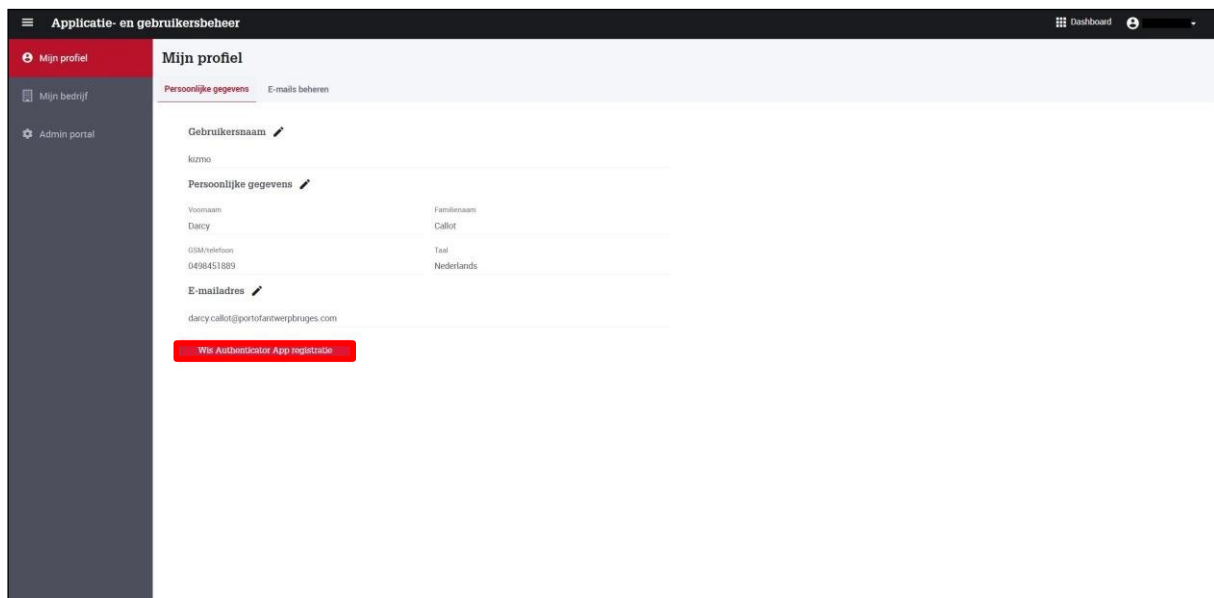 Applicatie- en gebruikersbeheer
Dashboard
Mijn profiel
Mijn bedrijf
Admin portal
Mijn profiel
Persoonlijke gegevens E-mails beheren
Gebruikersnaam
kizmo
Persoonlijke gegevens
Voornaam Familienaam
Darcy Callot
GSM/telefoon Taal
0498451889 Nederlands
E-mailadres
darcy.callot@portofantwerpbruges.com
Wis Authenticator App registratie